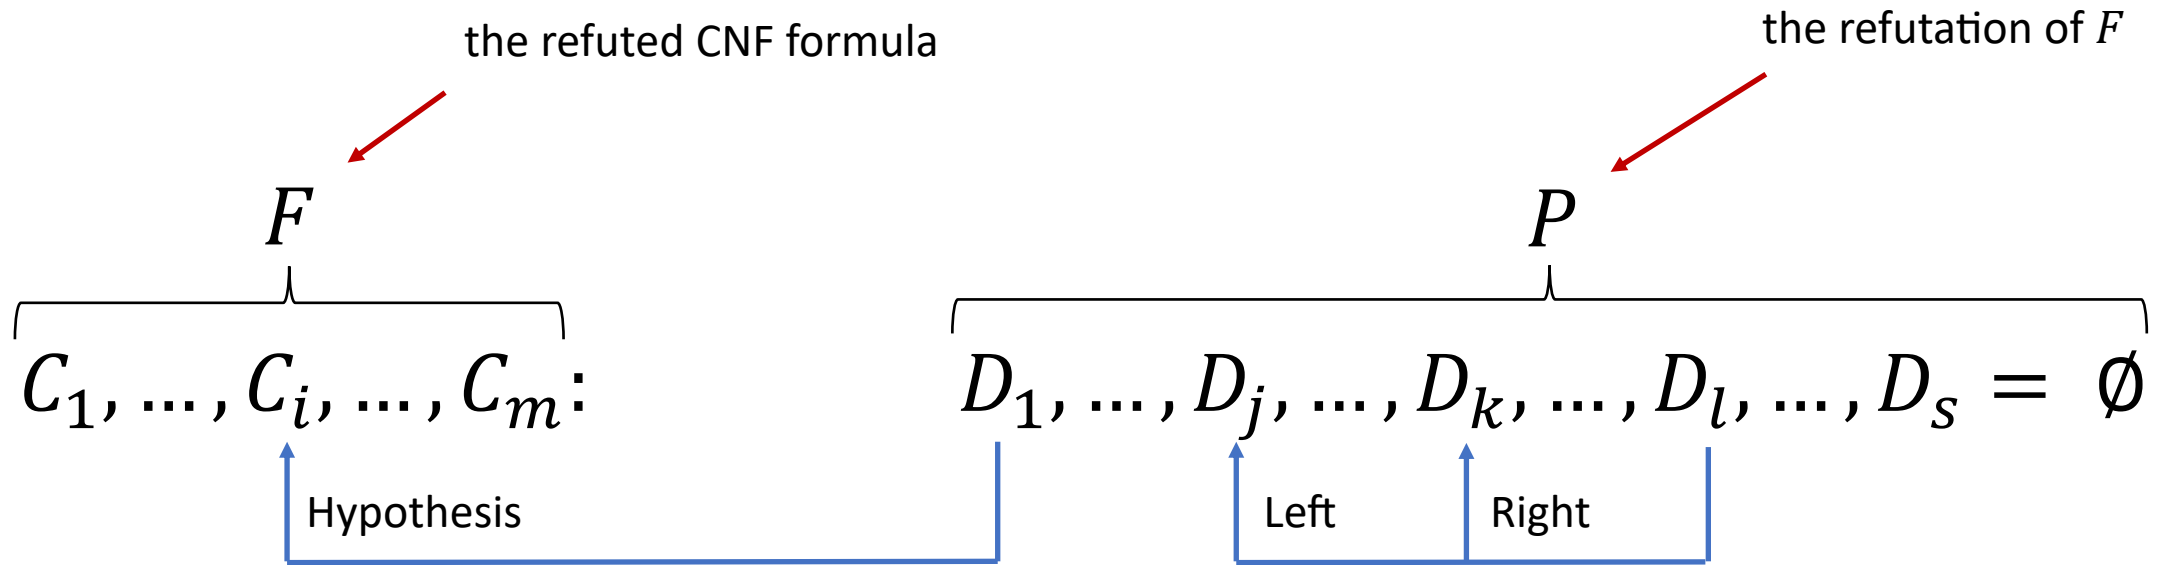 the refuted CNF formula
the refutation of F
F
P
C₁, … , Cᵢ, … , Cₘ:
D₁, … , Dⱼ, … , Dₖ, … , Dₗ, … , Dₛ = ∅
Hypothesis
Left
Right